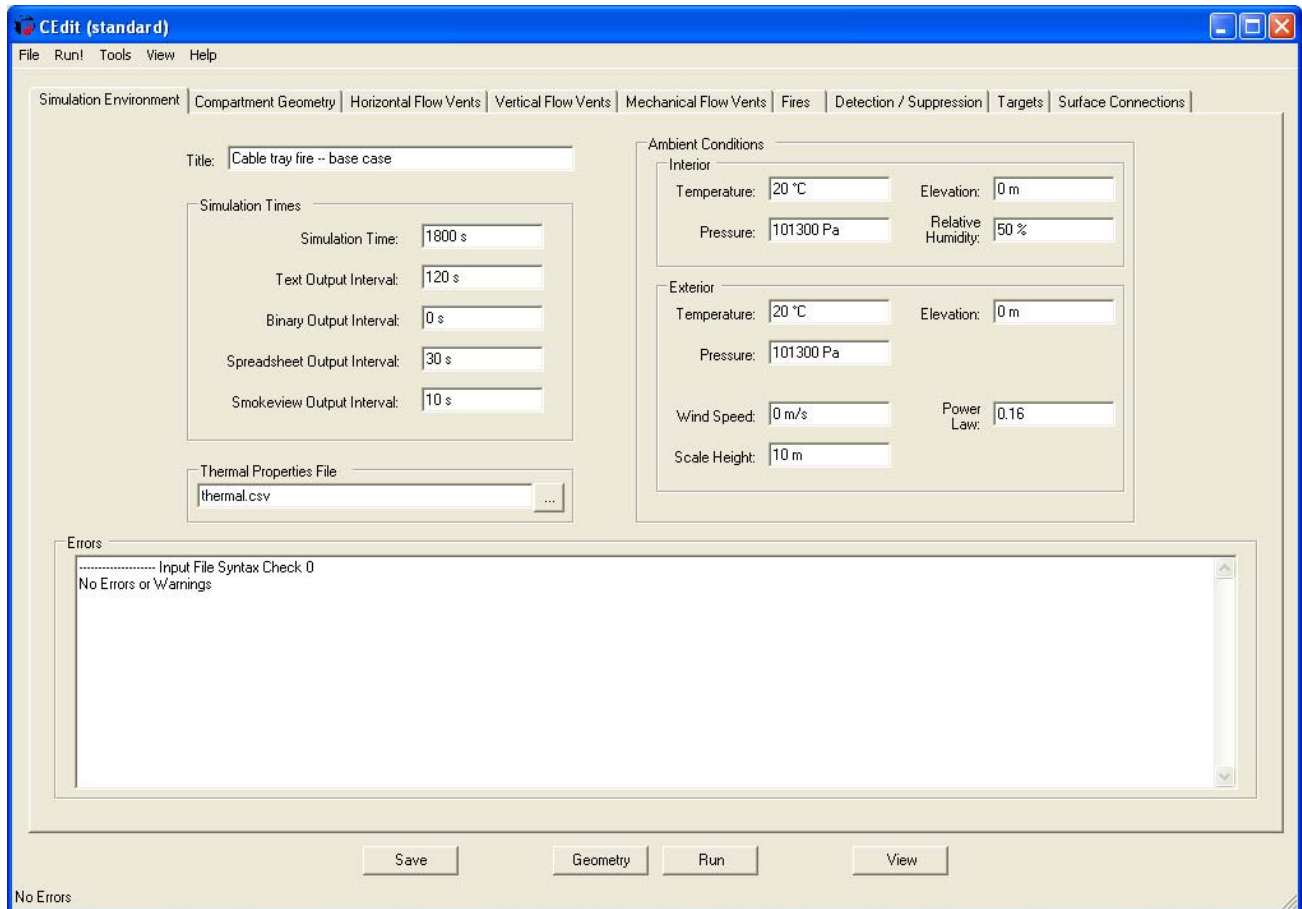 CEdit (standard)
File Run! Tools View Help
Simulation Environment Compartment Geometry Horizontal Flow Vents Vertical Flow Vents Mechanical Flow Vents Fires Detection / Suppression Targets Surface Connections
Title: Cable tray fire -- base case
Simulation Times
Simulation Time: 1800 s
Text Output Interval: 120 s
Binary Output Interval: 0 s
Spreadsheet Output Interval: 30 s
Smokeview Output Interval: 10 s
Thermal Properties File
thermal.csv ...
Ambient Conditions
Interior
Temperature: 20 °C Elevation: 0 m
Pressure: 101300 Pa Relative Humidity: 50 %
Exterior
Temperature: 20 °C Elevation: 0 m
Pressure: 101300 Pa
Wind Speed: 0 m/s Power Law: 0.16
Scale Height: 10 m
Errors
------------------- Input File Syntax Check 0
No Errors or Warnings
Save Geometry Run View
No Errors